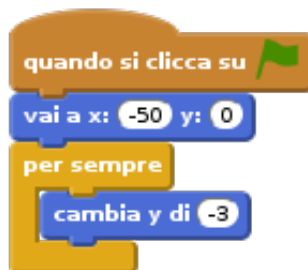 quando si clicca su
vai a x: -50 y: 0
per sempre
cambia y di -3